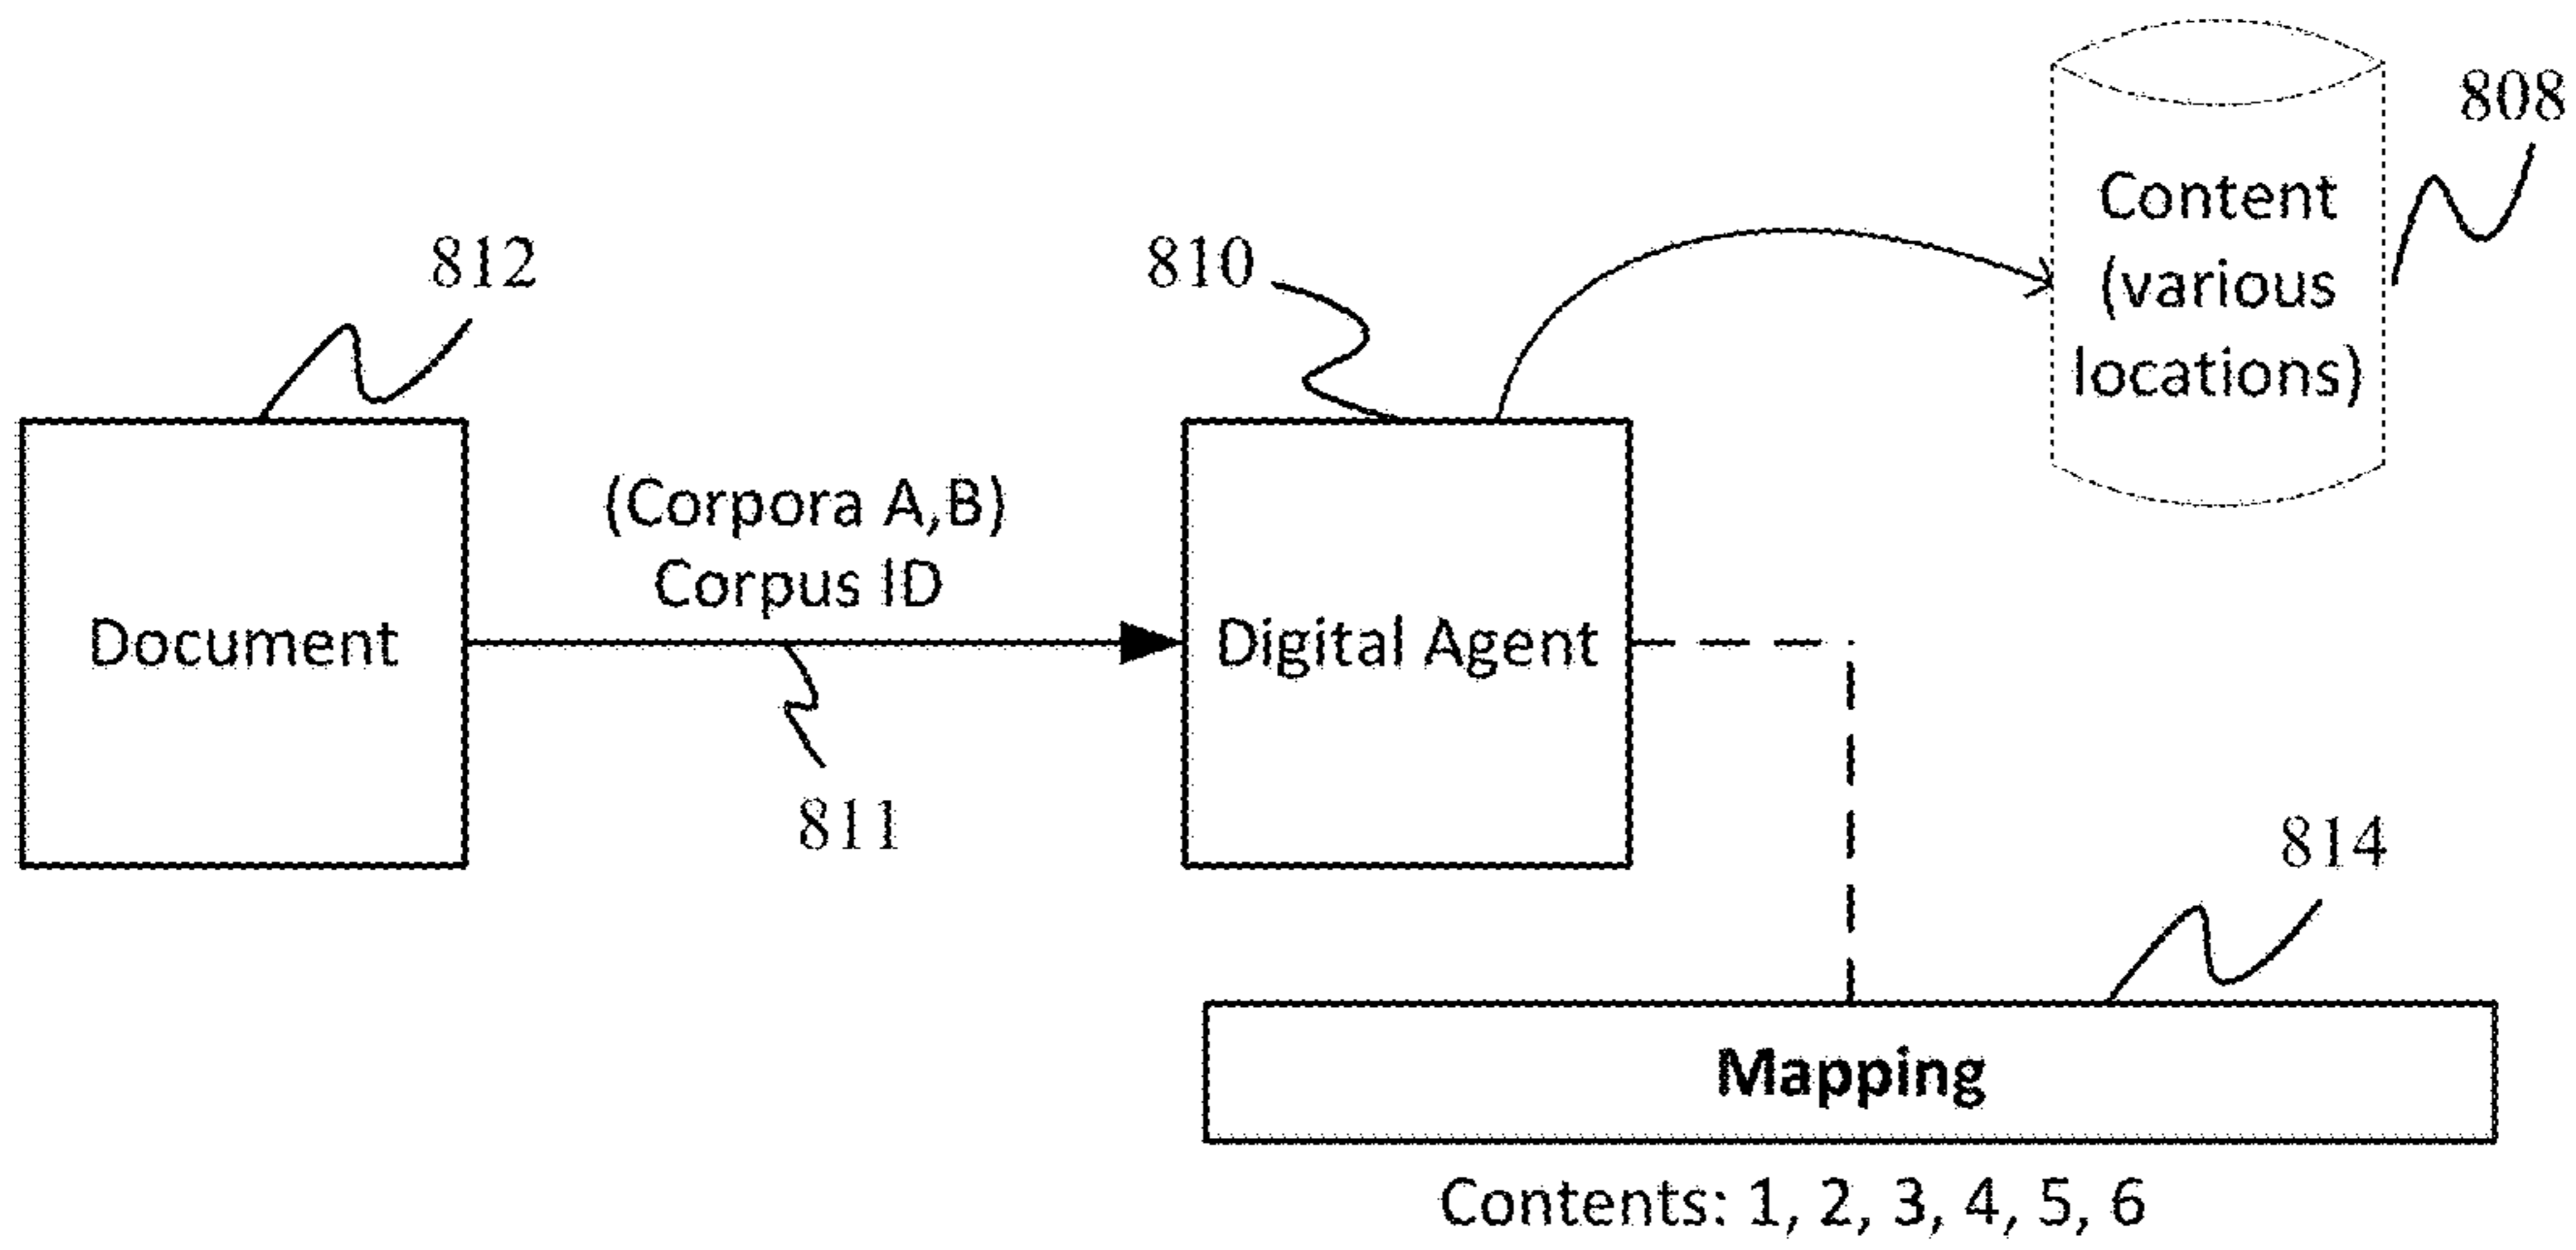 808
Content
(various
locations)
812
810
(Corpora A,B)
Corpus ID
Document
Digital Agent
811
814
Mapping
Contents: 1, 2, 3, 4, 5, 6